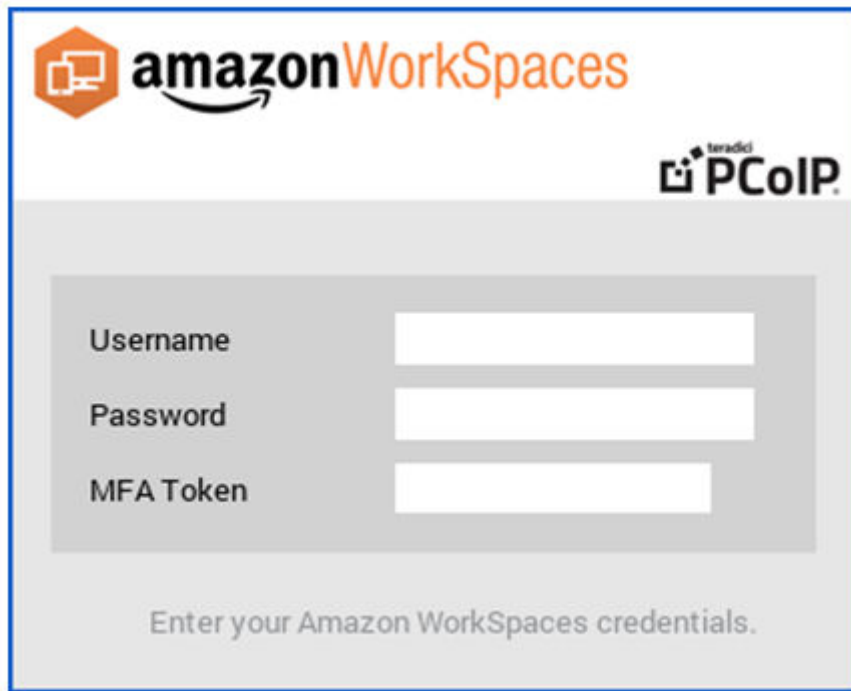 amazonWorkSpaces
teradici
PCoIP
Username
Password
MFA Token
Enter your Amazon WorkSpaces credentials.